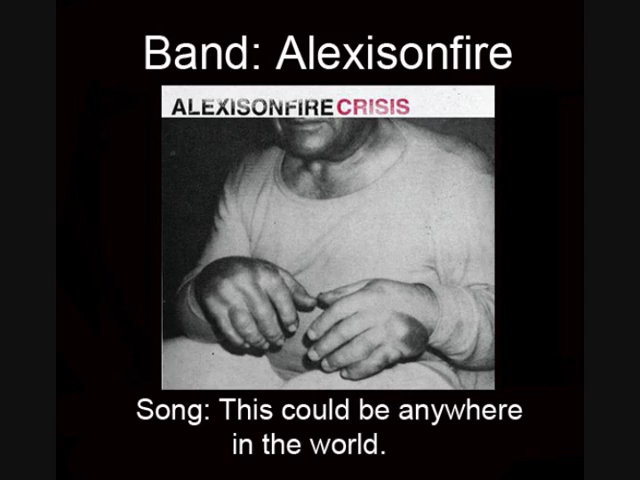 Band: Alexisonfire
ALEXISONFIRE CRISIS
Song: This could be anywhere
in the world.